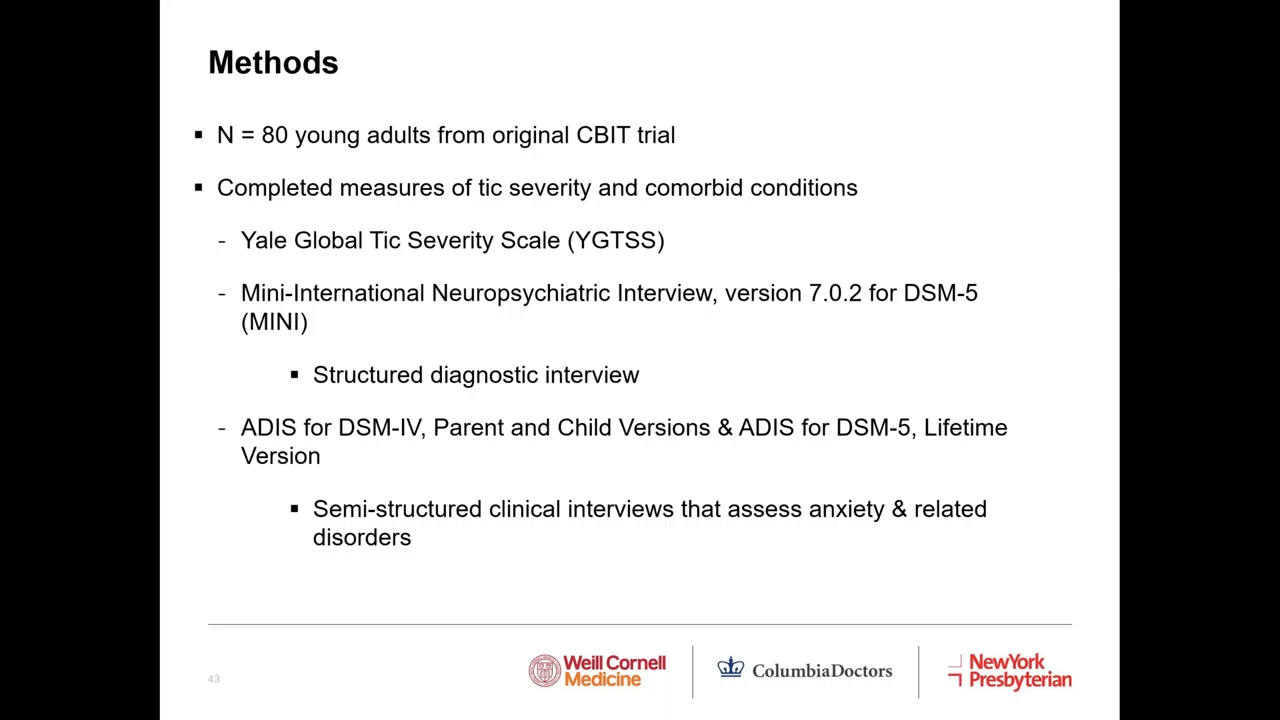 Methods
▪ N = 80 young adults from original CBIT trial
▪ Completed measures of tic severity and comorbid conditions
- Yale Global Tic Severity Scale (YGTSS)
- Mini-International Neuropsychiatric Interview, version 7.0.2 for DSM-5
(MINI)
▪ Structured diagnostic interview
- ADIS for DSM-IV, Parent and Child Versions & ADIS for DSM-5, Lifetime
Version
▪ Semi-structured clinical interviews that assess anxiety & related
disorders
43
Weill Cornell
Medicine
ColumbiaDoctors
NewYork
Presbyterian